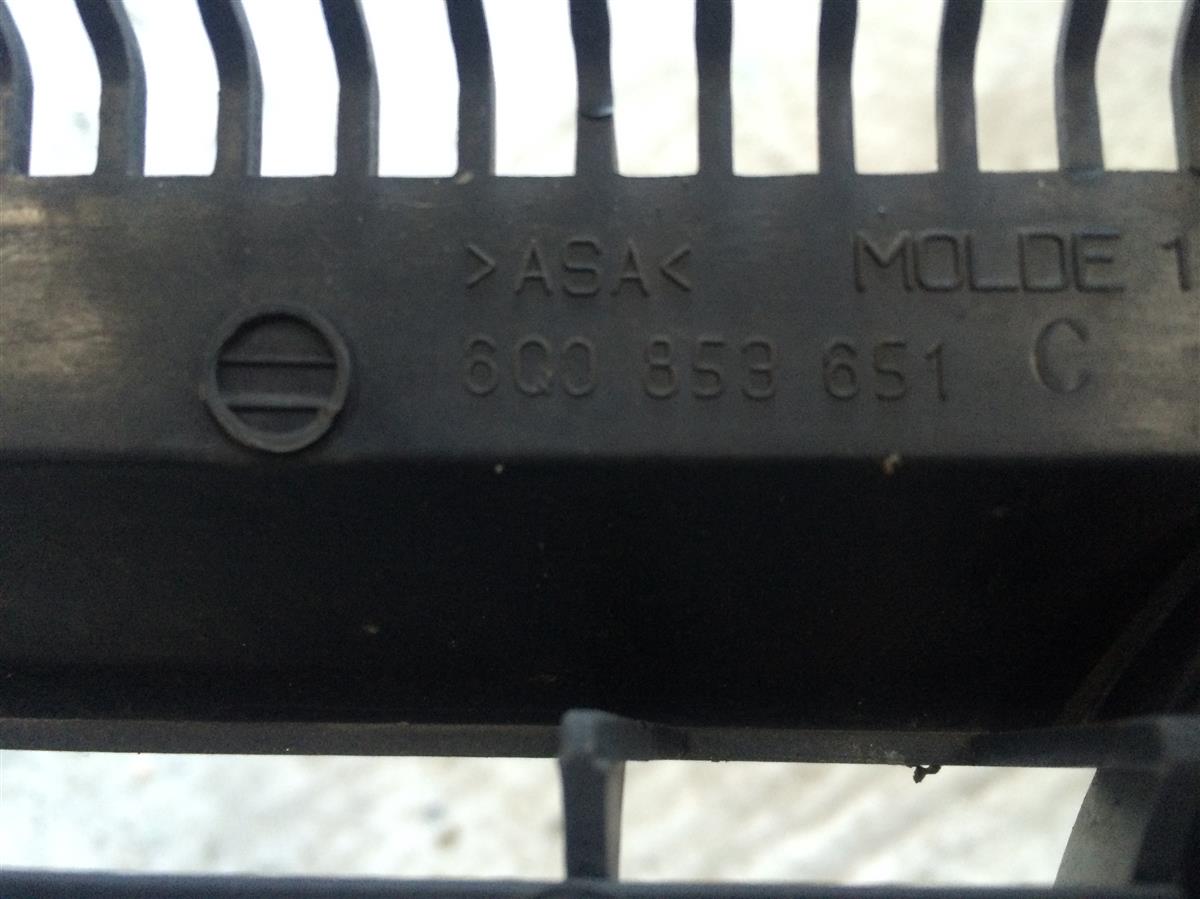 >ASA< MOLDE 1
6Q0 853 651 C